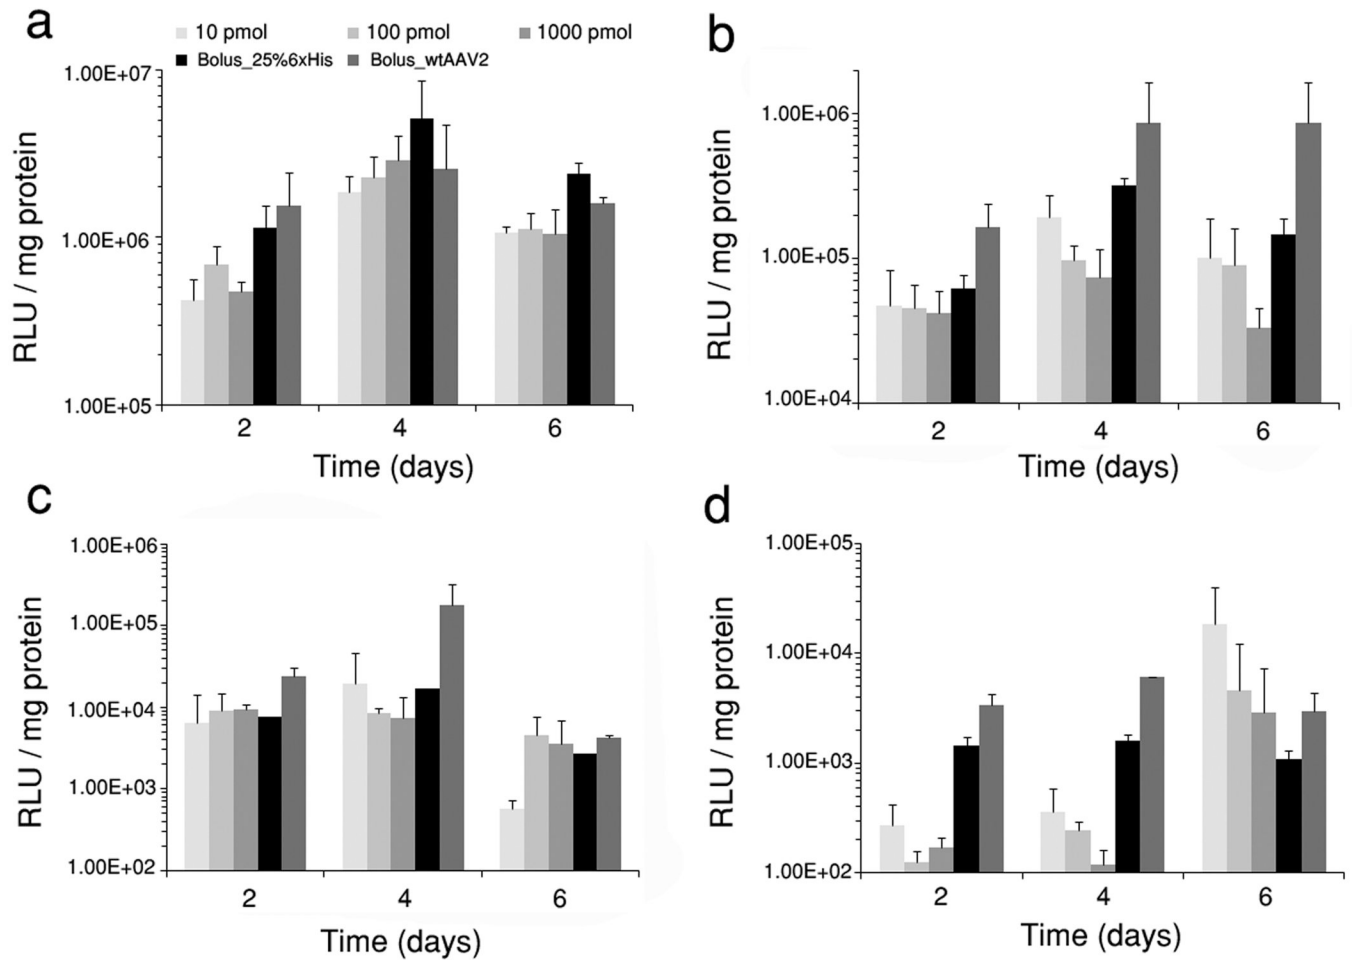 a
10 pmol 100 pmol 1000 pmol
Bolus_25%6xHis Bolus_wtAAV2
1.00E+07
1.00E+06
1.00E+05
RLU / mg protein
2 4 6
Time (days)
b
1.00E+06
1.00E+05
1.00E+04
RLU / mg protein
2 4 6
Time (days)
c
1.00E+06
1.00E+05
1.00E+04
1.00E+03
1.00E+02
RLU / mg protein
2 4 6
Time (days)
d
1.00E+05
1.00E+04
1.00E+03
1.00E+02
RLU / mg protein
2 4 6
Time (days)